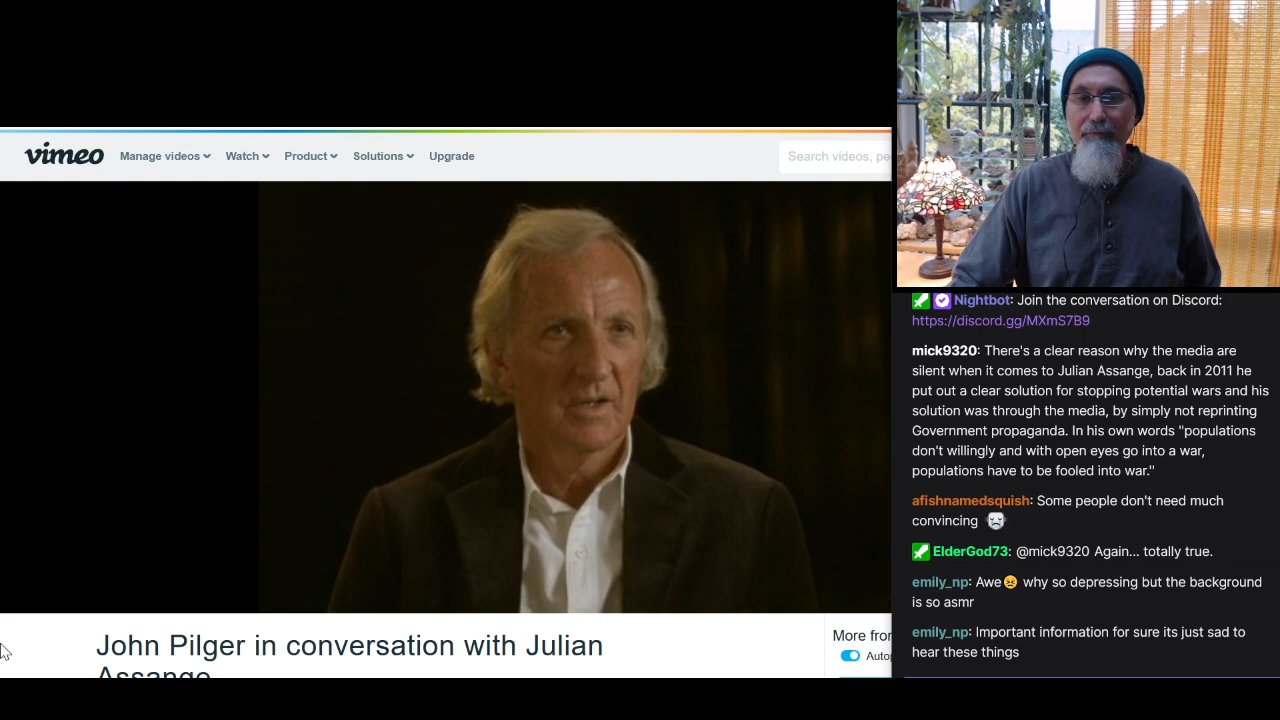 vimeo
Manage videos Watch Product Solutions Upgrade
Search videos, pe
John Pilger in conversation with Julian
Assange
More from
Autop
Nightbot: Join the conversation on Discord:
https://discord.gg/MXmS7B9
mick9320: There's a clear reason why the media are
silent when it comes to Julian Assange, back in 2011 he
put out a clear solution for stopping potential wars and his
solution was through the media, by simply not reprinting
Government propaganda. In his own words "populations
don't willingly and with open eyes go into a war,
populations have to be fooled into war."
afishnamedsquish: Some people don't need much
convincing
ElderGod73: @mick9320 Again... totally true.
emily_np: Awe😣 why so depressing but the background
is so asmr
emily_np: Important information for sure its just sad to
hear these things